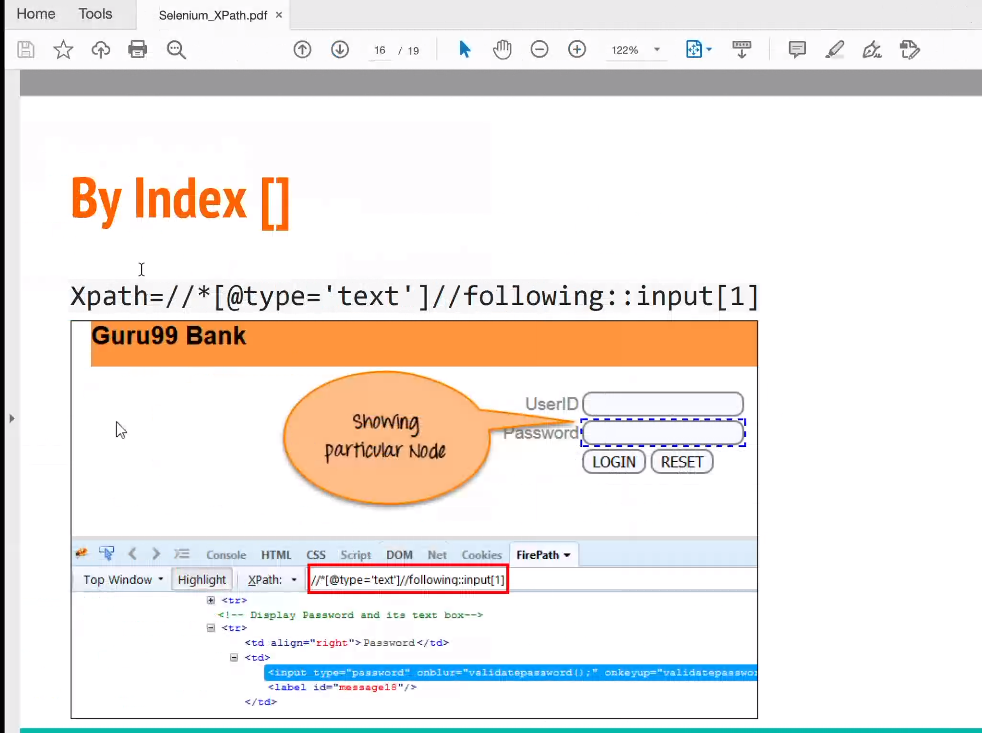 Home Tools Selenium_XPath.pdf ×
16 / 19 122%
By Index []
Xpath=//*[@type='text']//following::input[1]
Guru99 Bank
Showing
particular Node
UserID
Password
LOGIN RESET
Console HTML CSS Script DOM Net Cookies FirePath
Top Window Highlight XPath: //*[@type='text']//following::input[1]
<tr>
<!-- Display Password and its text box-->
<tr>
<td align="right">Password</td>
<td>
<input type="password" onblur="validatepassword();" onkeyup="validatepasswor
<label id="message18"/>
</td>